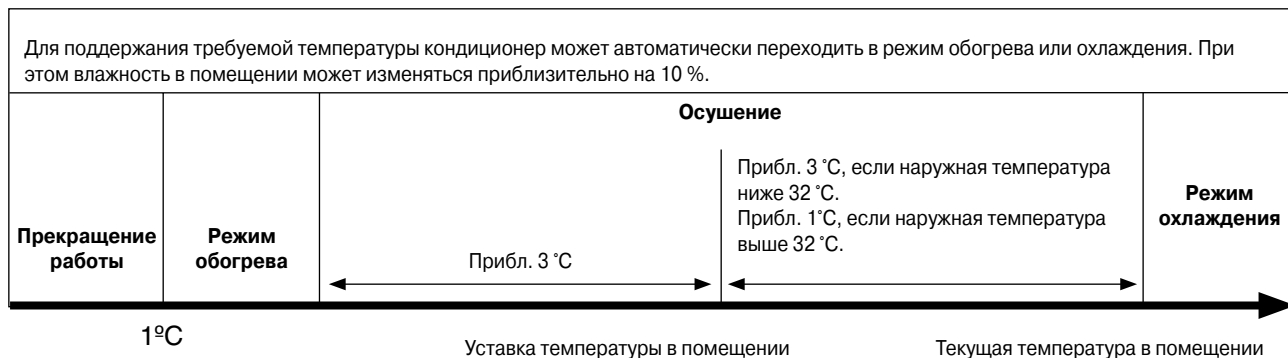 Для поддержания требуемой температуры кондиционер может автоматически переходить в режим обогрева или охлаждения. При
этом влажность в помещении может изменяться приблизительно на 10 %.
Осушение
Прекращение
работы
Режим
обогрева
Прибл. 3 ˚C
Прибл. 3 ˚C, если наружная температура
ниже 32 ˚C.
Прибл. 1˚C, если наружная температура
выше 32 ˚C.
Режим
охлаждения
1ºC
Уставка температуры в помещении
Текущая температура в помещении